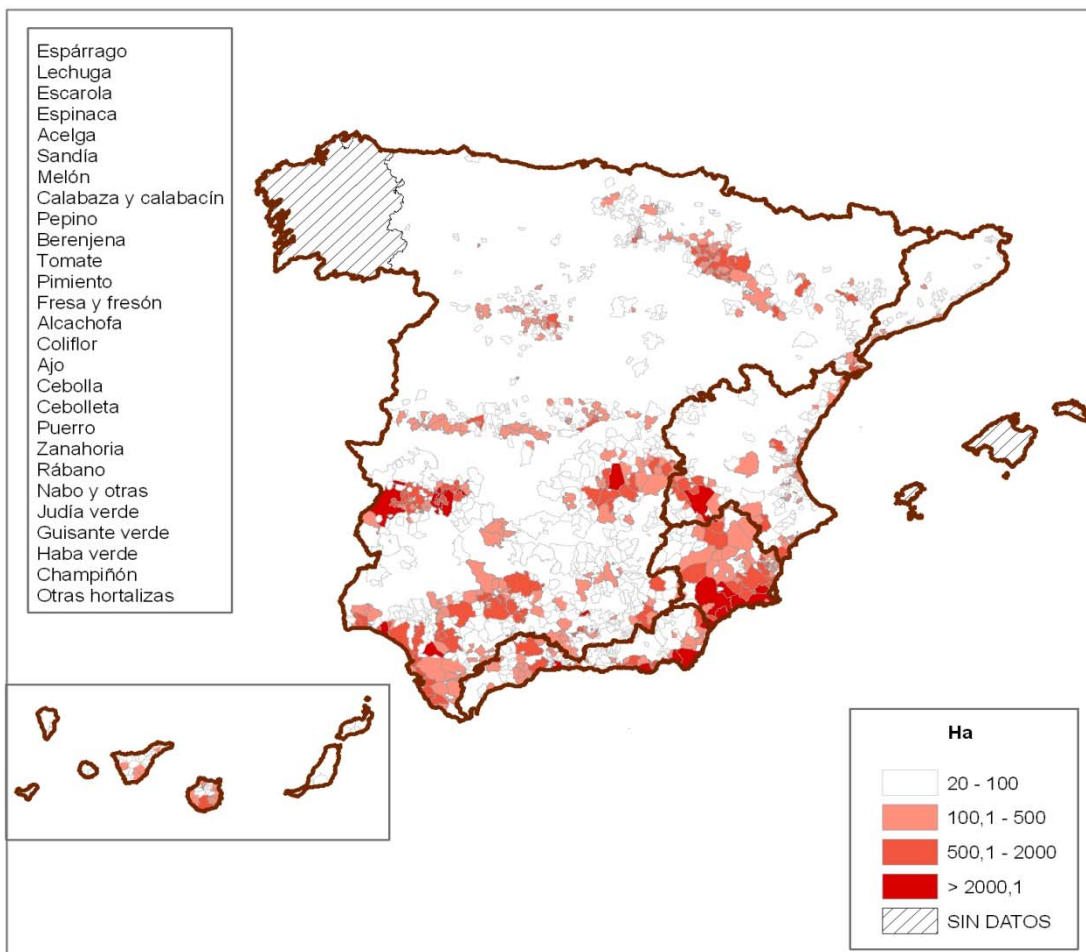 Espárrago
Lechuga
Escarola
Espinaca
Acelga
Sandía
Melón
Calabaza y calabacín
Pepino
Berenjena
Tomate
Pimiento
Fresa y fresón
Alcachofa
Coliflor
Ajo
Cebolla
Cebolleta
Puerro
Zanahoria
Rábano
Nabo y otras
Judía verde
Guisante verde
Haba verde
Champiñón
Otras hortalizas
Ha
20 - 100
100,1 - 500
500,1 - 2000
> 2000,1
SIN DATOS